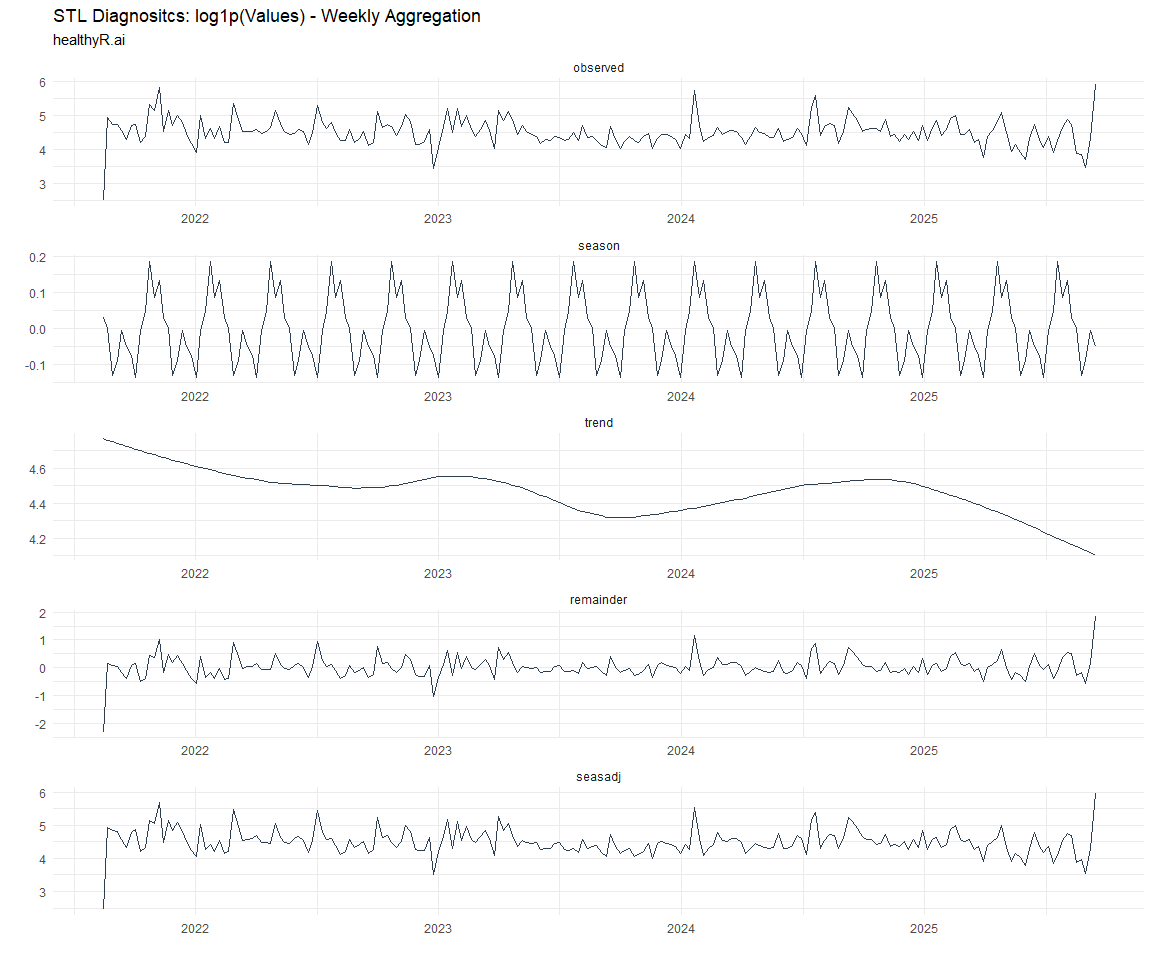 STL Diagnositcs: log1p(Values) - Weekly Aggregation
healthyR.ai
observed
6
5
4
3
2022 2023 2024 2025
season
0.2
0.1
0.0
-0.1
2022 2023 2024 2025
trend
4.6
4.4
4.2
2022 2023 2024 2025
remainder
2
1
0
-1
-2
2022 2023 2024 2025
seasadj
6
5
4
3
2022 2023 2024 2025